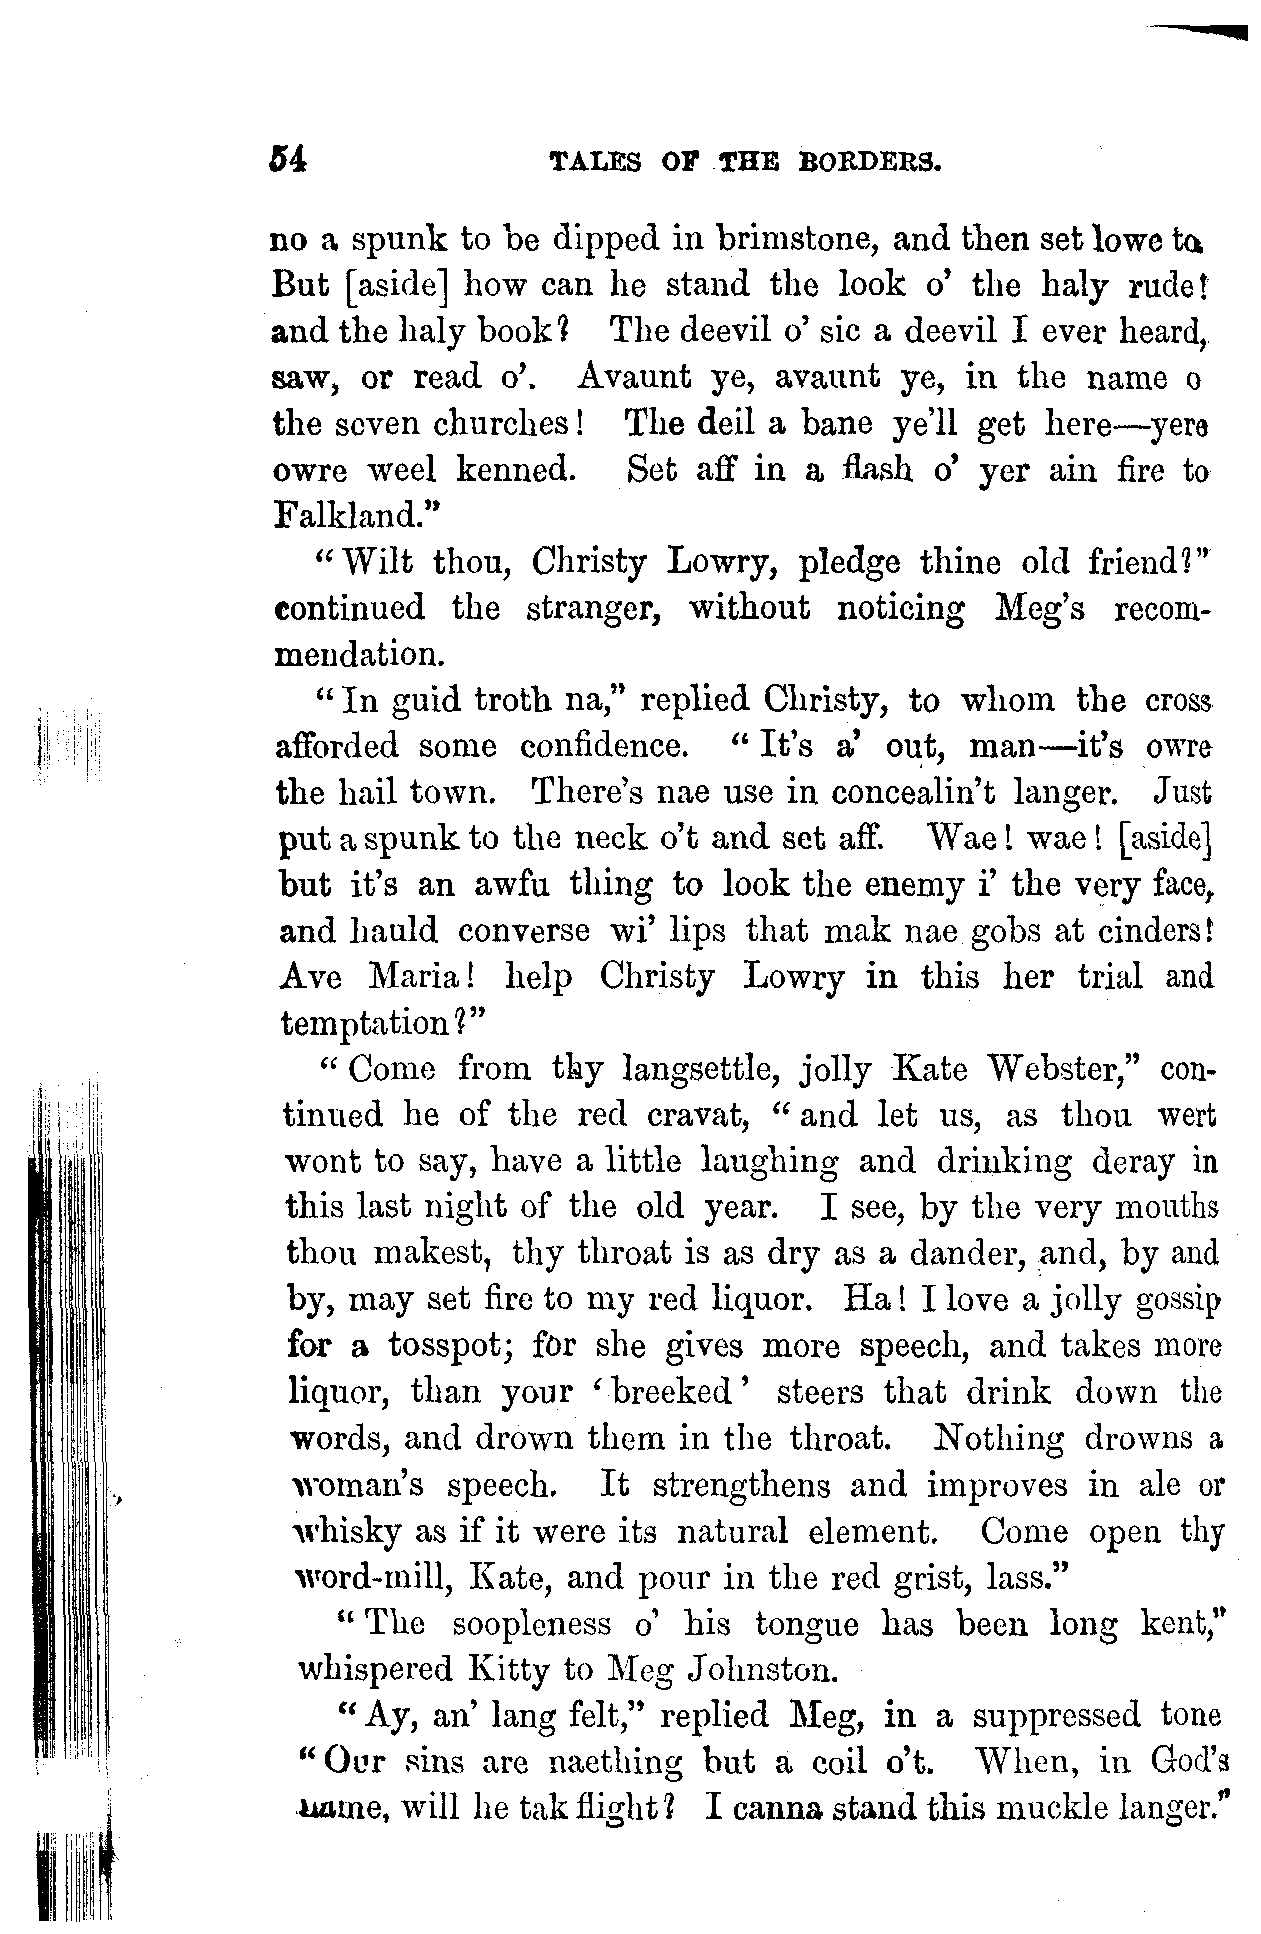 54 TALES OF THE BORDERS.
no a spunk to be dipped in brimstone, and then set lowe to.
But [aside] how can he stand the look o' the haly rude!
and the haly book? The deevil o' sic a deevil I ever heard,
saw, or read o'. Avaunt ye, avaunt ye, in the name o
the seven churches! The deil a bane ye'll get here—yere
owre weel kenned. Set aff in a flash o' yer ain fire to
Falkland."
"Wilt thou, Christy Lowry, pledge thine old friend?"
continued the stranger, without noticing Meg's recom-
mendation.
"In guid troth na," replied Christy, to whom the cross
afforded some confidence. "It's a' out, man—it's owre
the hail town. There's nae use in concealin't langer. Just
put a spunk to the neck o't and set aff. Wae! wae! [aside]
but it's an awfu thing to look the enemy i' the very face,
and hauld converse wi' lips that mak nae gobs at cinders!
Ave Maria! help Christy Lowry in this her trial and
temptation?"
"Come from thy langsettle, jolly Kate Webster," con-
tinued he of the red cravat, "and let us, as thou wert
wont to say, have a little laughing and drinking deray in
this last night of the old year. I see, by the very mouths
thou makest, thy throat is as dry as a dander, and, by and
by, may set fire to my red liquor. Ha! I love a jolly gossip
for a tosspot; for she gives more speech, and takes more
liquor, than your 'breeked' steers that drink down the
words, and drown them in the throat. Nothing drowns a
woman's speech. It strengthens and improves in ale or
whisky as if it were its natural element. Come open thy
word-mill, Kate, and pour in the red grist, lass."
"The soopleness o' his tongue has been long kent,"
whispered Kitty to Meg Johnston.
"Ay, an' lang felt," replied Meg, in a suppressed tone
"Our sins are naething but a coil o't. When, in God's
name, will he tak flight? I canna stand this muckle langer."